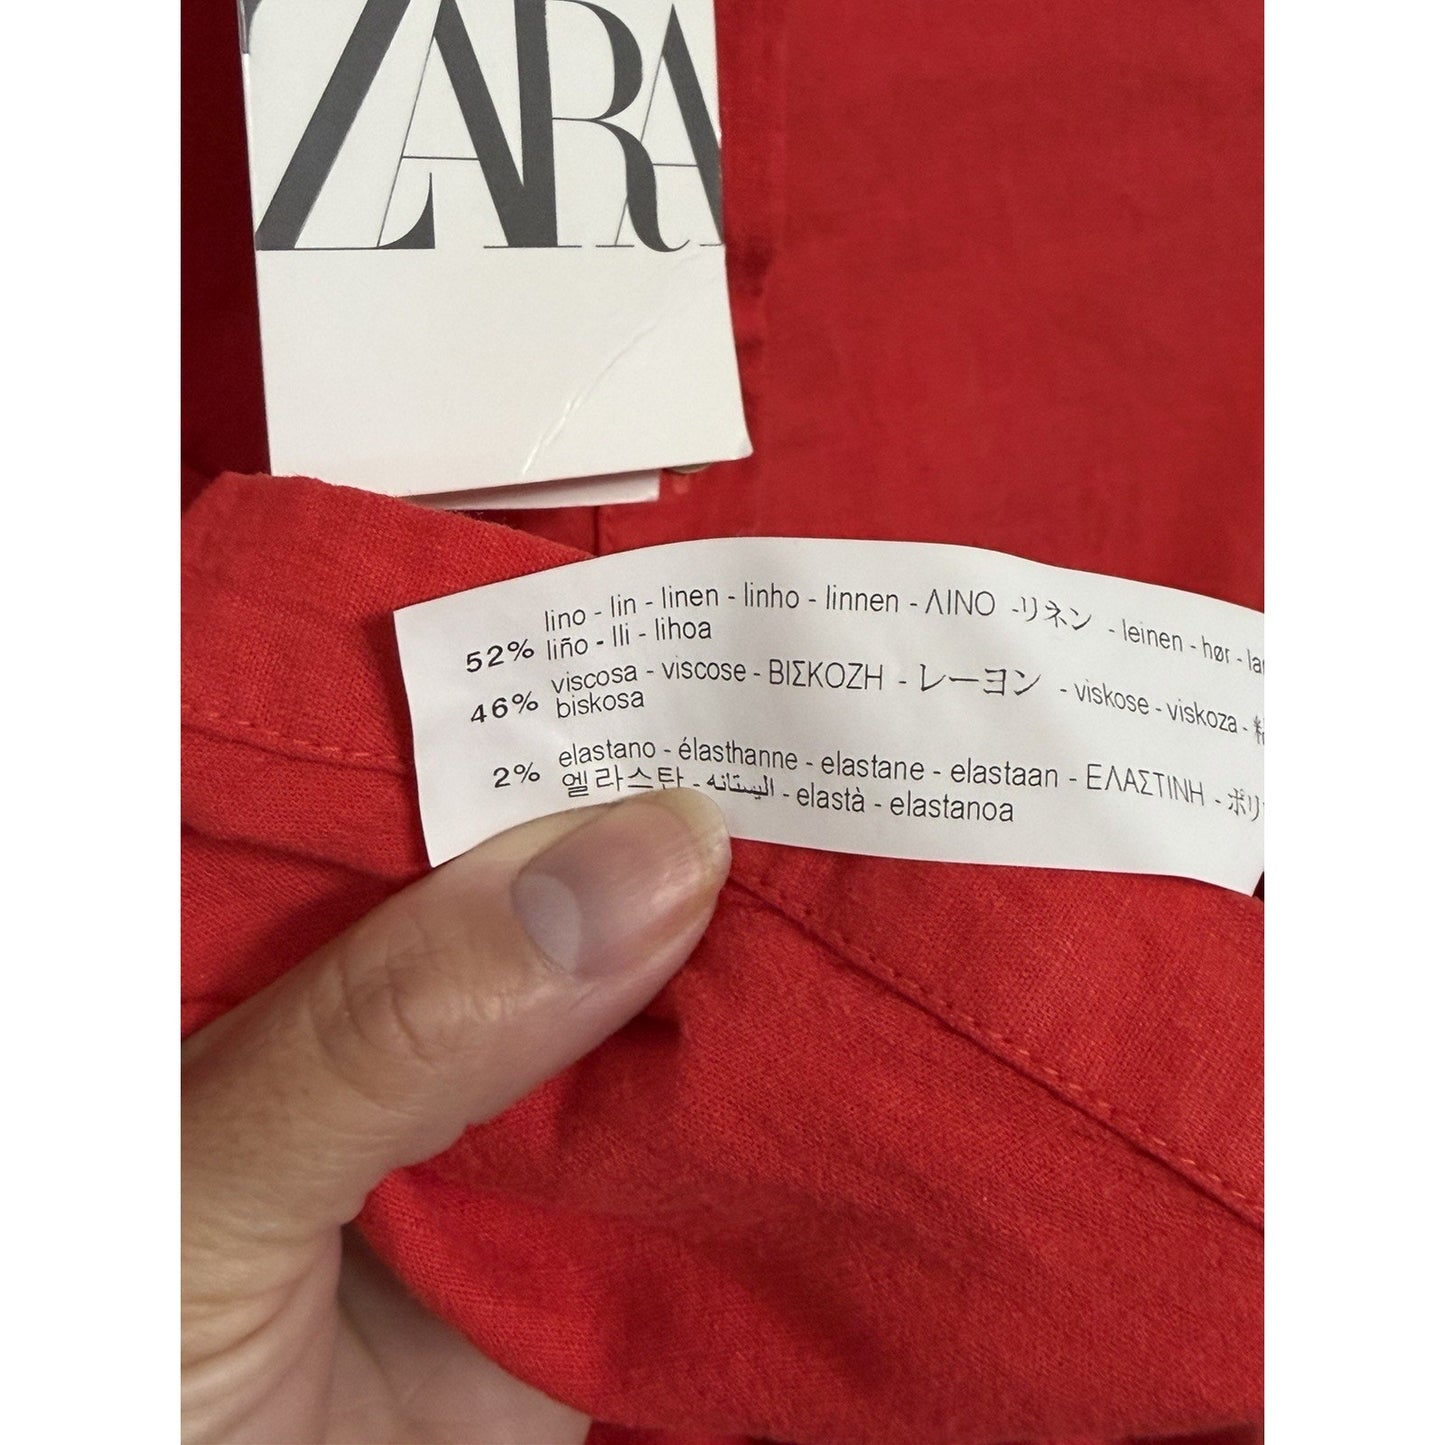 ZARA
lino - lin - linen - linho - linnen - ΛΙΝΟ -リネン - leinen - hør -
52% liño - lli - lihoa
viscosa - viscose - ΒΙΣΚΟΖΗ - レーヨン - viskose - viskoza -
46% biskosa
elastano - élasthanne - elastane - elastaan - ΕΛΑΣΤΙΝΗ -
2% 엘라스탄 - اليستانه - elastà - elastanoa